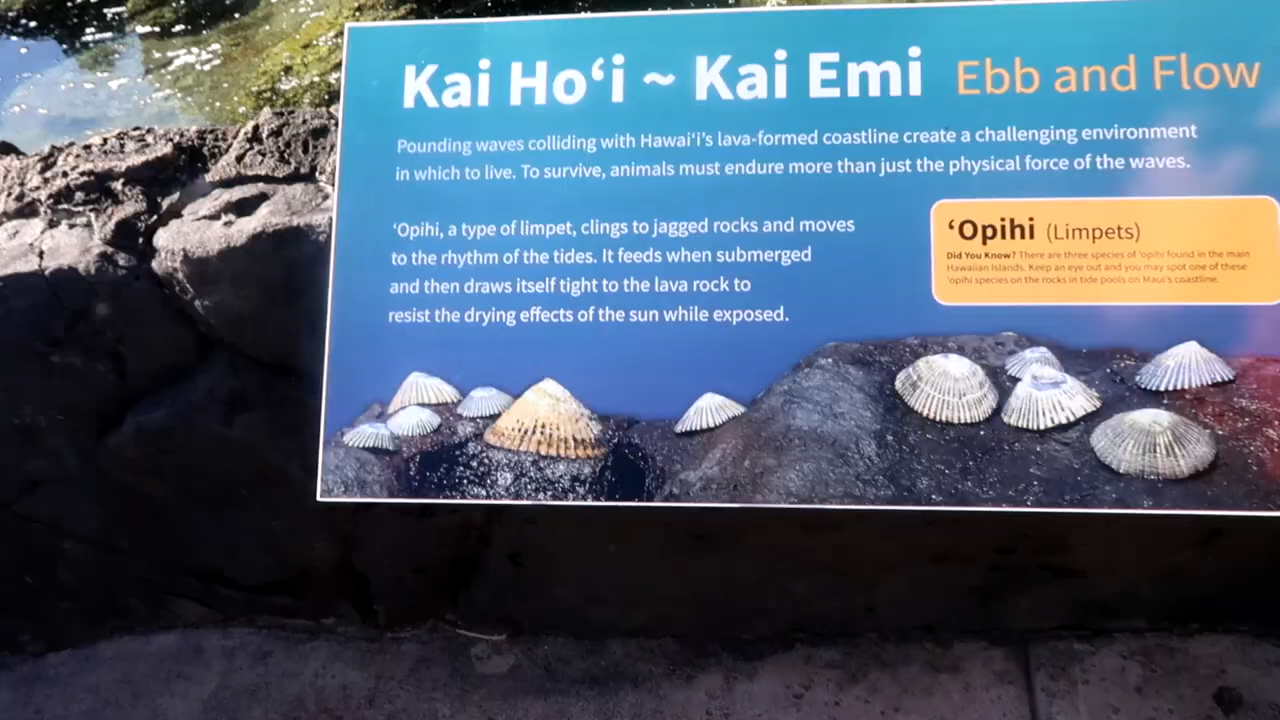 Kai Hoʻi ~ Kai Emi Ebb and Flow
Pounding waves colliding with Hawaiʻi's lava-formed coastline create a challenging environment
in which to live. To survive, animals must endure more than just the physical force of the waves.
ʻOpihi, a type of limpet, clings to jagged rocks and moves
to the rhythm of the tides. It feeds when submerged
and then draws itself tight to the lava rock to
resist the drying effects of the sun while exposed.
ʻOpihi (Limpets)
Did You Know? There are three species of ʻopihi found in the main
Hawaiian Islands. Keep an eye out and you may spot one of these
ʻopihi species on the rocks in tide pools on Maui's coastline.